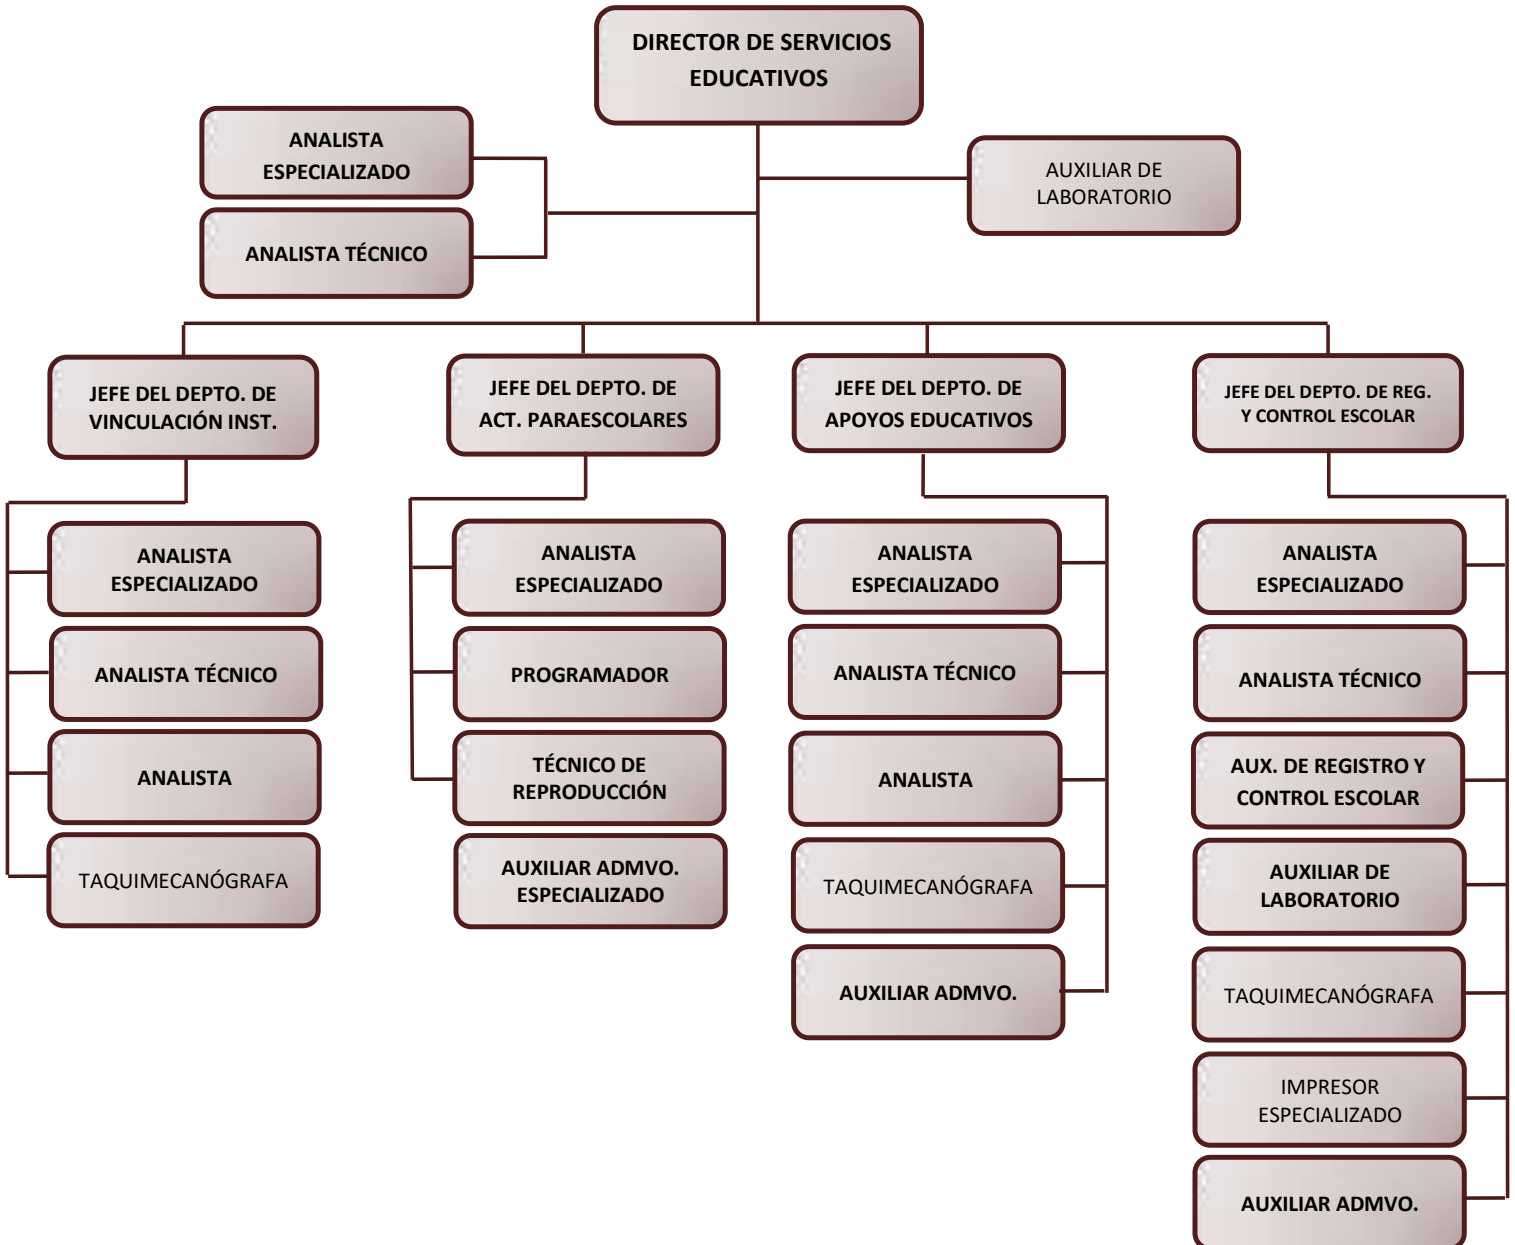 DIRECTOR DE SERVICIOS
EDUCATIVOS
ANALISTA
ESPECIALIZADO
ANALISTA TÉCNICO
AUXILIAR DE
LABORATORIO
JEFE DEL DEPTO. DE
VINCULACIÓN INST.
ANALISTA
ESPECIALIZADO
ANALISTA TÉCNICO
ANALISTA
TAQUIMECANÓGRAFA
JEFE DEL DEPTO. DE
ACT. PARAESCOLARES
ANALISTA
ESPECIALIZADO
PROGRAMADOR
TÉCNICO DE
REPRODUCCIÓN
AUXILIAR ADMVO.
ESPECIALIZADO
JEFE DEL DEPTO. DE
APOYOS EDUCATIVOS
ANALISTA
ESPECIALIZADO
ANALISTA TÉCNICO
ANALISTA
TAQUIMECANÓGRAFA
AUXILIAR ADMVO.
JEFE DEL DEPTO. DE REG.
Y CONTROL ESCOLAR
ANALISTA
ESPECIALIZADO
ANALISTA TÉCNICO
AUX. DE REGISTRO Y
CONTROL ESCOLAR
AUXILIAR DE
LABORATORIO
TAQUIMECANÓGRAFA
IMPRESOR
ESPECIALIZADO
AUXILIAR ADMVO.